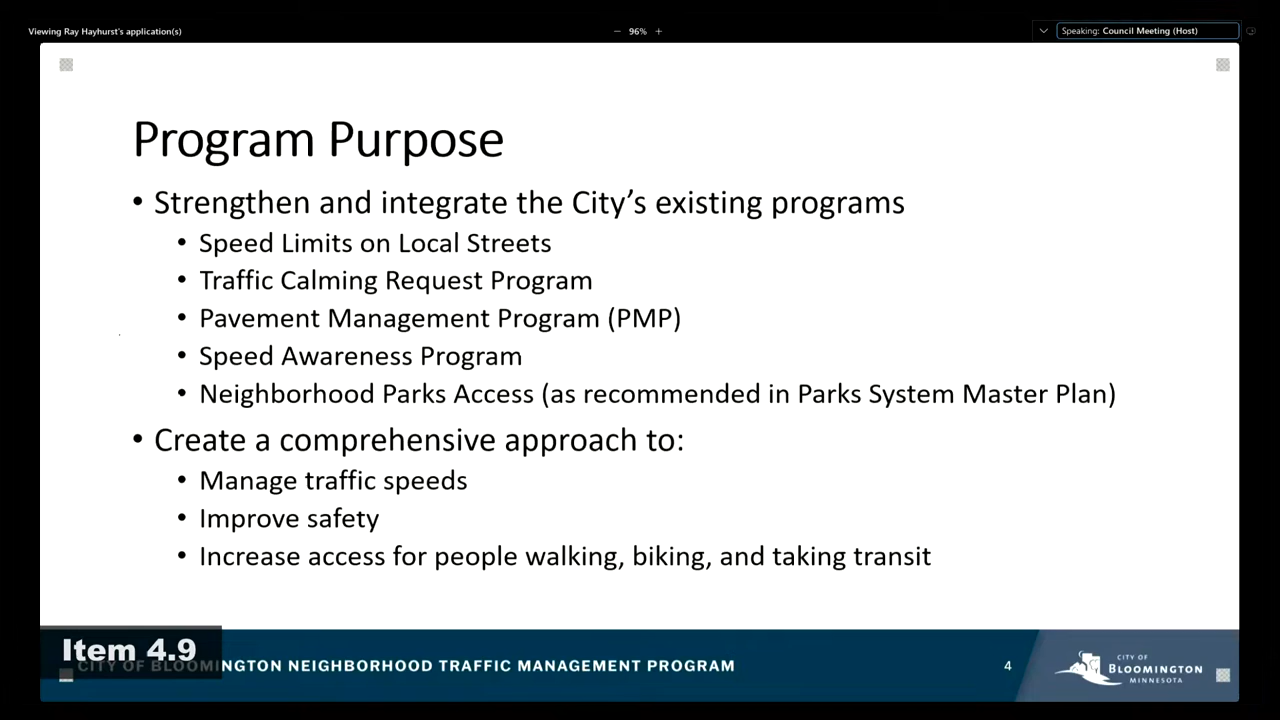 Viewing Ray Hayhurst's application(s)
— 96% +
Speaking: Council Meeting (Host)
Program Purpose
• Strengthen and integrate the City’s existing programs
• Speed Limits on Local Streets
• Traffic Calming Request Program
• Pavement Management Program (PMP)
• Speed Awareness Program
• Neighborhood Parks Access (as recommended in Parks System Master Plan)
• Create a comprehensive approach to:
• Manage traffic speeds
• Improve safety
• Increase access for people walking, biking, and taking transit
Item 4.9
CITY OF BLOOMINGTON NEIGHBORHOOD TRAFFIC MANAGEMENT PROGRAM
4
CITY OF
BLOOMINGTON
MINNESOTA